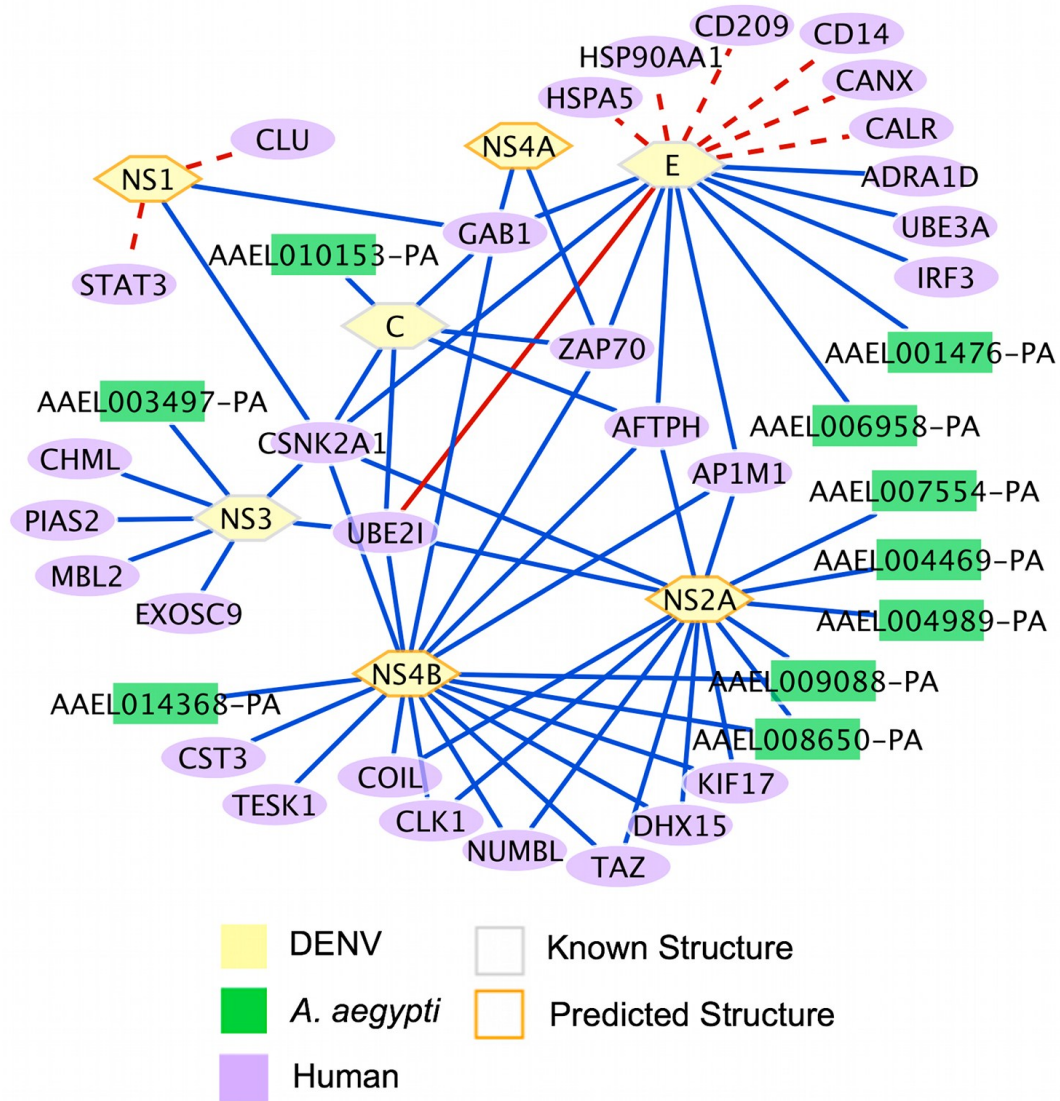 CD209
CD14
HSP90AA1
CANX
HSPA5
CALR
CLU
NS4A
E
NS1
ADRA1D
UBE3A
GAB1
AAEL010153-PA
IRF3
STAT3
C
ZAP70
AAEL001476-PA
AAEL003497-PA
AFTPH
AAEL006958-PA
CSNK2A1
CHML
AP1M1
AAEL007554-PA
PIAS2
NS3
UBE2I
AAEL004469-PA
MBL2
NS2A
EXOSC9
AAEL004989-PA
NS4B
AAEL009088-PA
AAEL014368-PA
AAEL008650-PA
CST3
COIL
KIF17
TESK1
CLK1
DHX15
NUMBL
TAZ
DENV
Known Structure
A. aegypti
Predicted Structure
Human